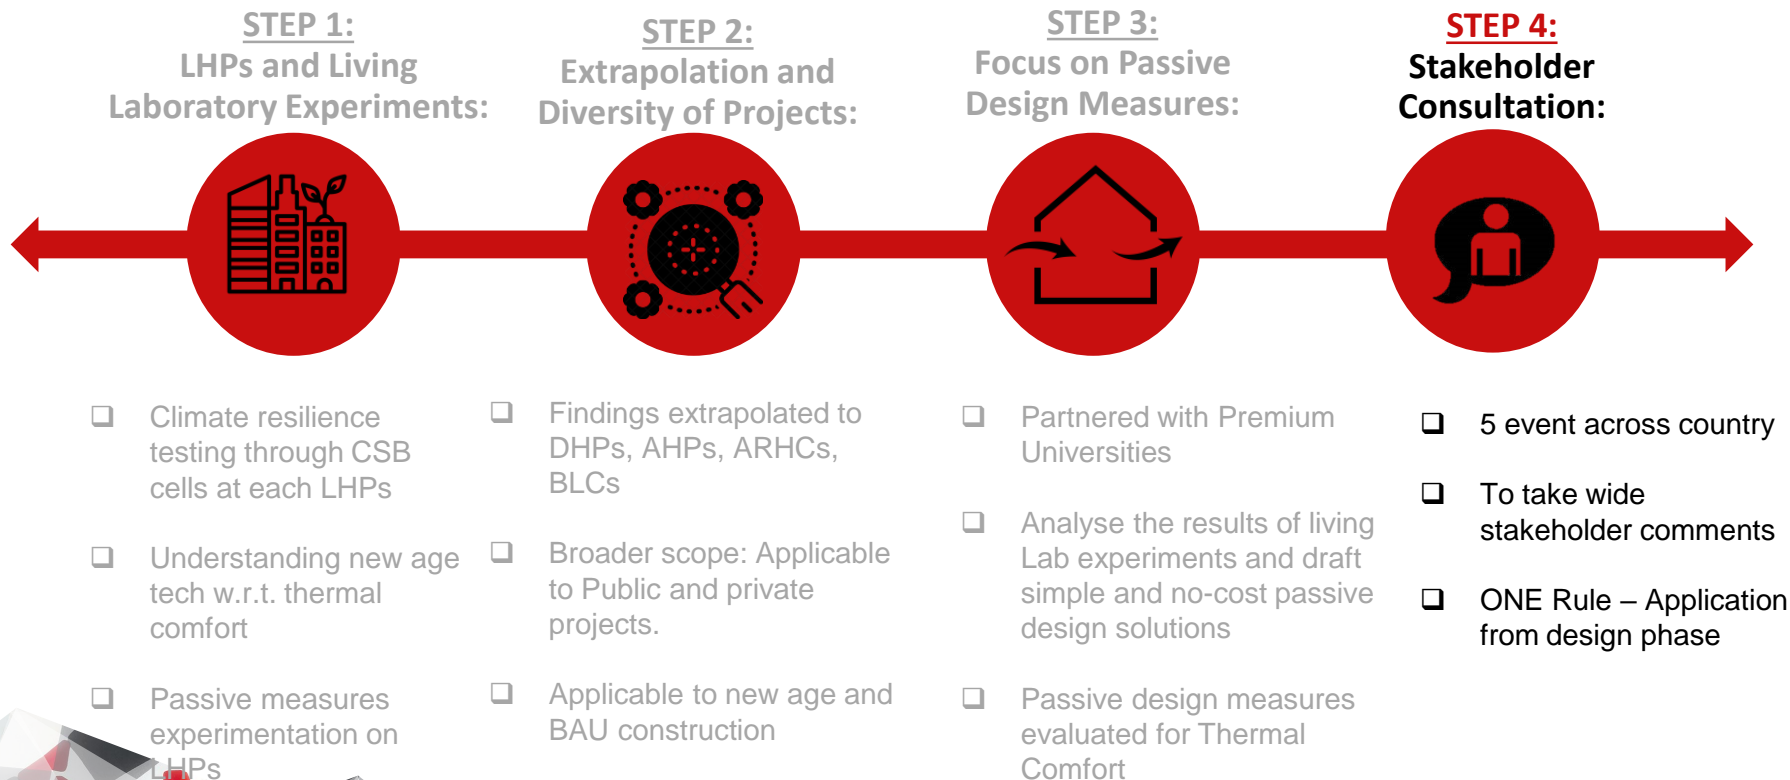 STEP 1:
LHPs and Living
Laboratory Experiments:
STEP 2:
Extrapolation and
Diversity of Projects:
STEP 3:
Focus on Passive
Design Measures:
STEP 4:
Stakeholder
Consultation:
Climate resilience
testing through CSB
cells at each LHPs
Understanding new age
tech w.r.t. thermal
comfort
Passive measures
experimentation on
LHPs
Findings extrapolated to
DHPs, AHPs, ARHCs,
BLCs
Broader scope: Applicable
to Public and private
projects.
Applicable to new age and
BAU construction
Partnered with Premium
Universities
Analyse the results of living
Lab experiments and draft
simple and no-cost passive
design solutions
Passive design measures
evaluated for Thermal
Comfort
5 event across country
To take wide
stakeholder comments
ONE Rule – Application
from design phase